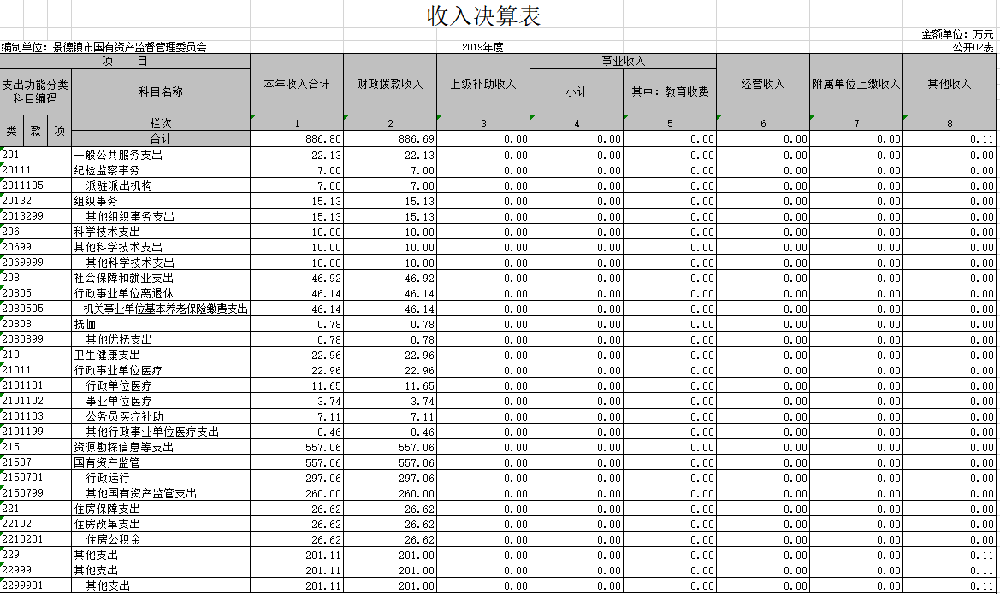 收入决算表
金额单位：万元
编制单位：景德镇市国有资产监督管理委员会 2019年度 公开02表
项 目 本年收入合计 财政拨款收入 上级补助收入 事业收入 经营收入 附属单位上缴收入 其他收入
支出功能分类科目编码 科目名称 小计 其中：教育收费
类 款 项 栏次 1 2 3 4 5 6 7 8
合计 886.80 886.69 0.00 0.00 0.00 0.00 0.00 0.11
201 一般公共服务支出 22.13 22.13 0.00 0.00 0.00 0.00 0.00 0.00
20111 纪检监察事务 7.00 7.00 0.00 0.00 0.00 0.00 0.00 0.00
2011105 派驻派出机构 7.00 7.00 0.00 0.00 0.00 0.00 0.00 0.00
20132 组织事务 15.13 15.13 0.00 0.00 0.00 0.00 0.00 0.00
2013299 其他组织事务支出 15.13 15.13 0.00 0.00 0.00 0.00 0.00 0.00
206 科学技术支出 10.00 10.00 0.00 0.00 0.00 0.00 0.00 0.00
20699 其他科学技术支出 10.00 10.00 0.00 0.00 0.00 0.00 0.00 0.00
2069999 其他科学技术支出 10.00 10.00 0.00 0.00 0.00 0.00 0.00 0.00
208 社会保障和就业支出 46.92 46.92 0.00 0.00 0.00 0.00 0.00 0.00
20805 行政事业单位离退休 46.14 46.14 0.00 0.00 0.00 0.00 0.00 0.00
2080505 机关事业单位基本养老保险缴费支出 46.14 46.14 0.00 0.00 0.00 0.00 0.00 0.00
20808 抚恤 0.78 0.78 0.00 0.00 0.00 0.00 0.00 0.00
2080899 其他优抚支出 0.78 0.78 0.00 0.00 0.00 0.00 0.00 0.00
210 卫生健康支出 22.96 22.96 0.00 0.00 0.00 0.00 0.00 0.00
21011 行政事业单位医疗 22.96 22.96 0.00 0.00 0.00 0.00 0.00 0.00
2101101 行政单位医疗 11.65 11.65 0.00 0.00 0.00 0.00 0.00 0.00
2101102 事业单位医疗 3.74 3.74 0.00 0.00 0.00 0.00 0.00 0.00
2101103 公务员医疗补助 7.11 7.11 0.00 0.00 0.00 0.00 0.00 0.00
2101199 其他行政事业单位医疗支出 0.46 0.46 0.00 0.00 0.00 0.00 0.00 0.00
215 资源勘探信息等支出 557.06 557.06 0.00 0.00 0.00 0.00 0.00 0.00
21507 国有资产监管 557.06 557.06 0.00 0.00 0.00 0.00 0.00 0.00
2150701 行政运行 297.06 297.06 0.00 0.00 0.00 0.00 0.00 0.00
2150799 其他国有资产监管支出 260.00 260.00 0.00 0.00 0.00 0.00 0.00 0.00
221 住房保障支出 26.62 26.62 0.00 0.00 0.00 0.00 0.00 0.00
22102 住房改革支出 26.62 26.62 0.00 0.00 0.00 0.00 0.00 0.00
2210201 住房公积金 26.62 26.62 0.00 0.00 0.00 0.00 0.00 0.00
229 其他支出 201.11 201.00 0.00 0.00 0.00 0.00 0.00 0.11
22999 其他支出 201.11 201.00 0.00 0.00 0.00 0.00 0.00 0.11
2299901 其他支出 201.11 201.00 0.00 0.00 0.00 0.00 0.00 0.11